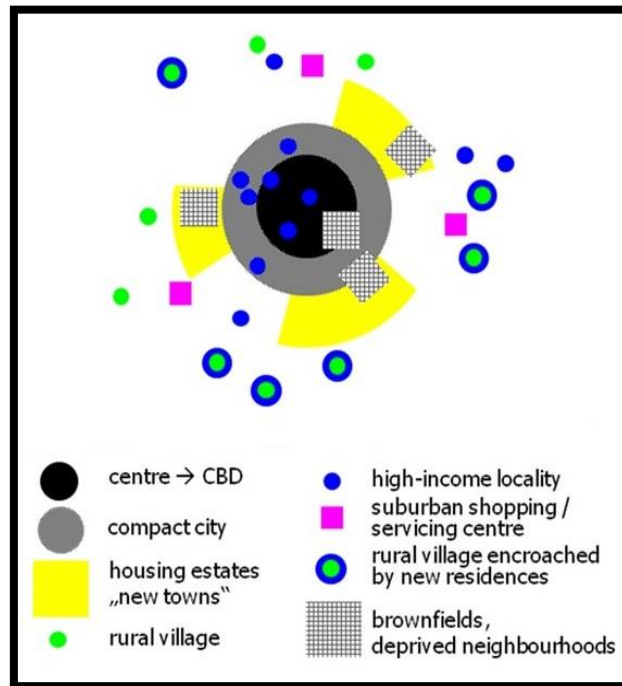 centre → CBD
compact city
housing estates
„new towns“
rural village
high-income locality
suburban shopping /
servicing centre
rural village encroached
by new residences
brownfields,
deprived neighbourhoods